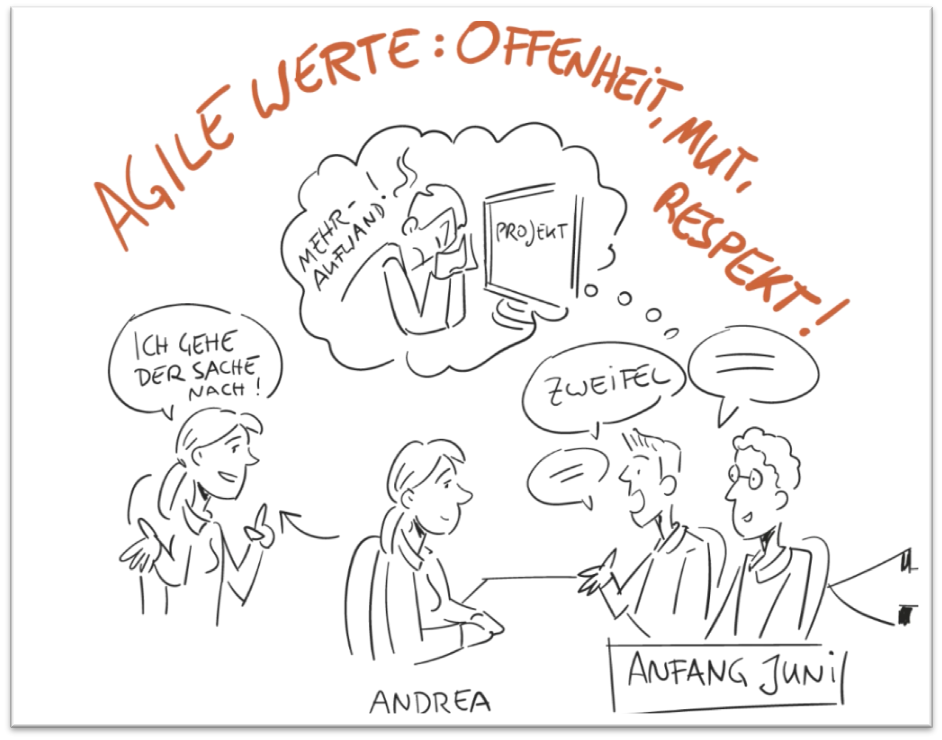 AGILE WERTE: OFFENHEIT, MUT, RESPEKT!
MEHR-
AUFWAND!
PROJEKT
ICH GEHE
DER SACHE
NACH!
ZWEIFEL
ANDREA
ANFANG JUNI